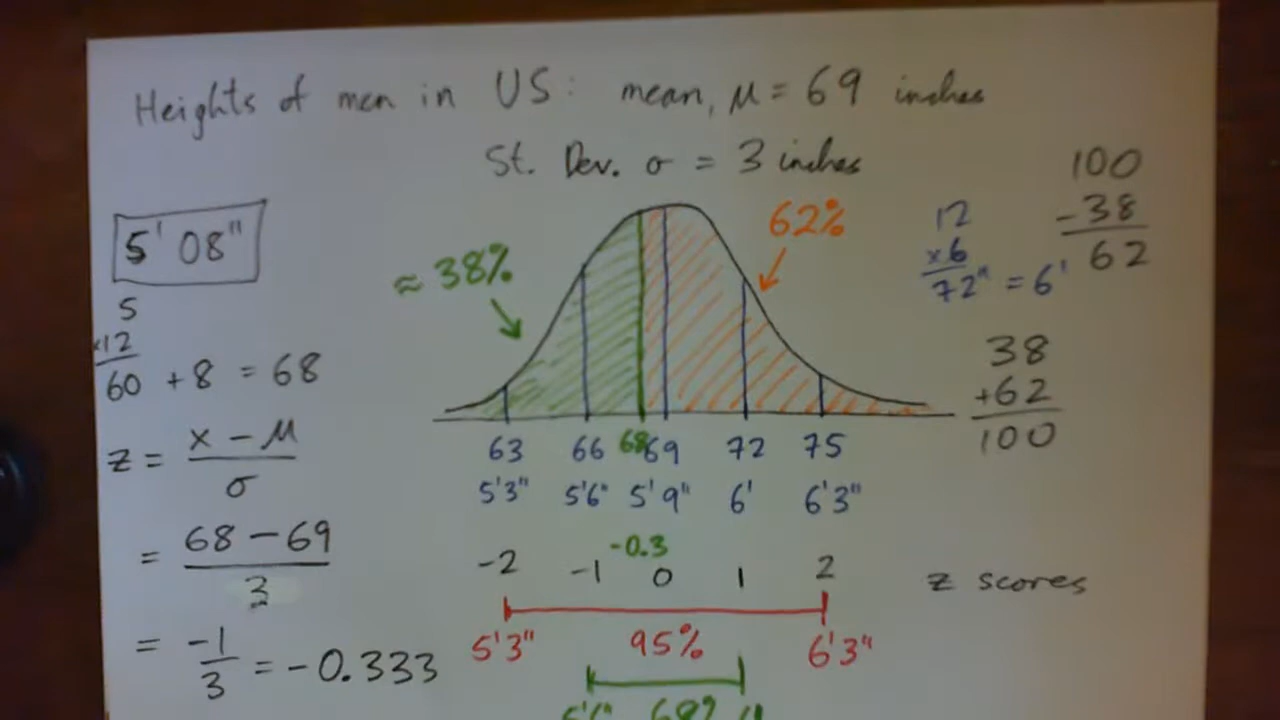 Heights of men in US: mean, μ = 69 inches
St. Dev. σ = 3 inches
5' 08"
5
×12
60 + 8 = 68
z = x - μ / σ
= 68 - 69 / 3
= -1/3 = -0.333
≈ 38%
62%
63 66 68 69 72 75
5'3" 5'6" 5'9" 6' 6'3"
-0.3
-2 -1 0 1 2
z scores
5'3" 95% 6'3"
5'6" 68%
12
×6
72" = 6'
100
-38
62
38
+62
100